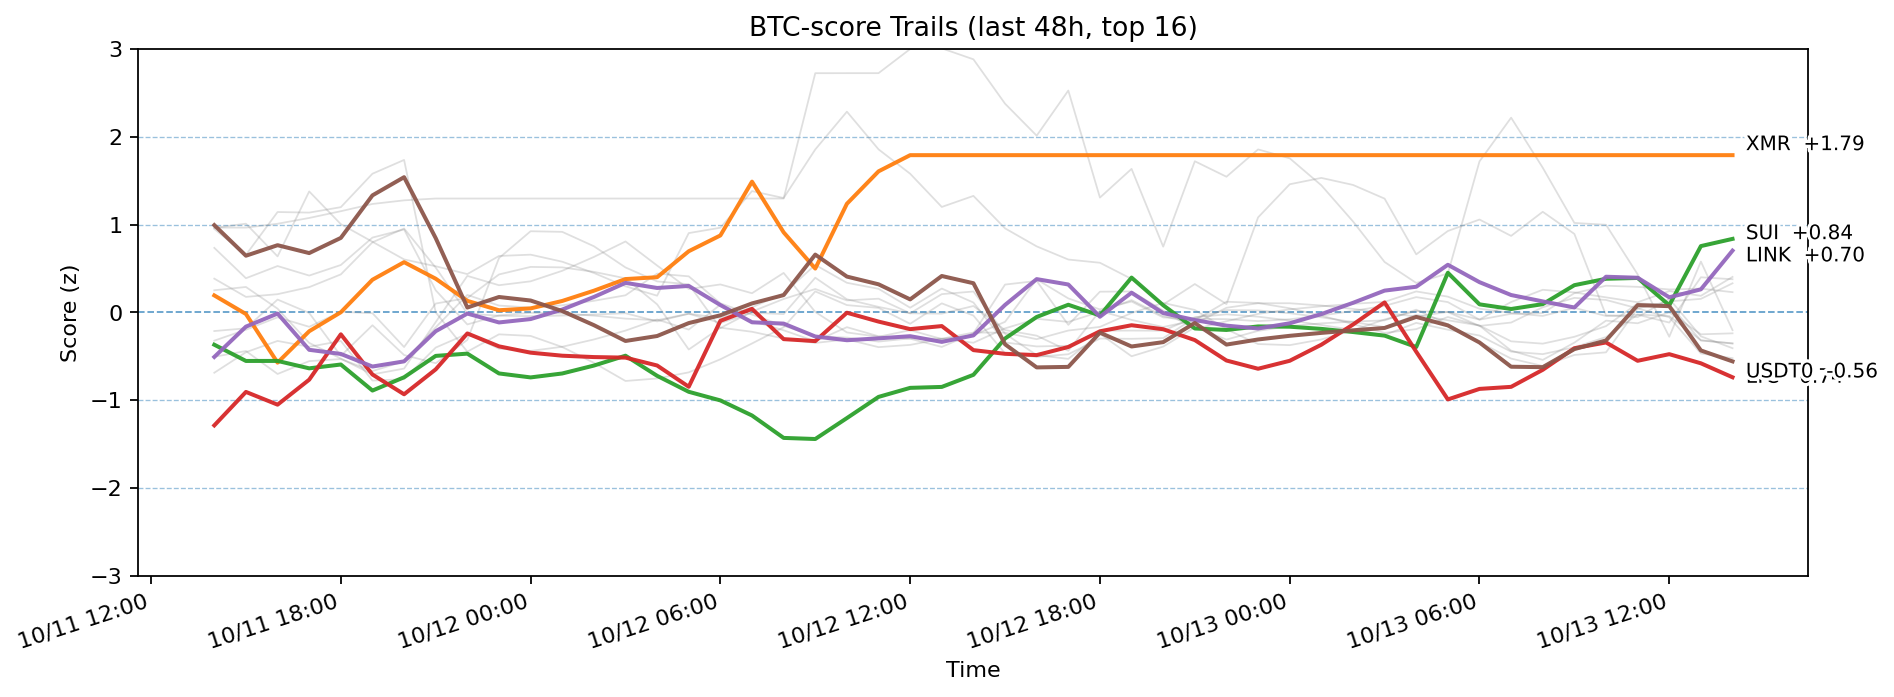 BTC-score Trails (last 48h, top 16)
Score (z)
3
2
1
0
−1
−2
−3
XMR +1.79
SUI +0.84
LINK +0.70
USDT0 -0.56
10/11 12:00
10/11 18:00
10/12 00:00
10/12 06:00
10/12 12:00
10/12 18:00
10/13 00:00
10/13 06:00
10/13 12:00
Time